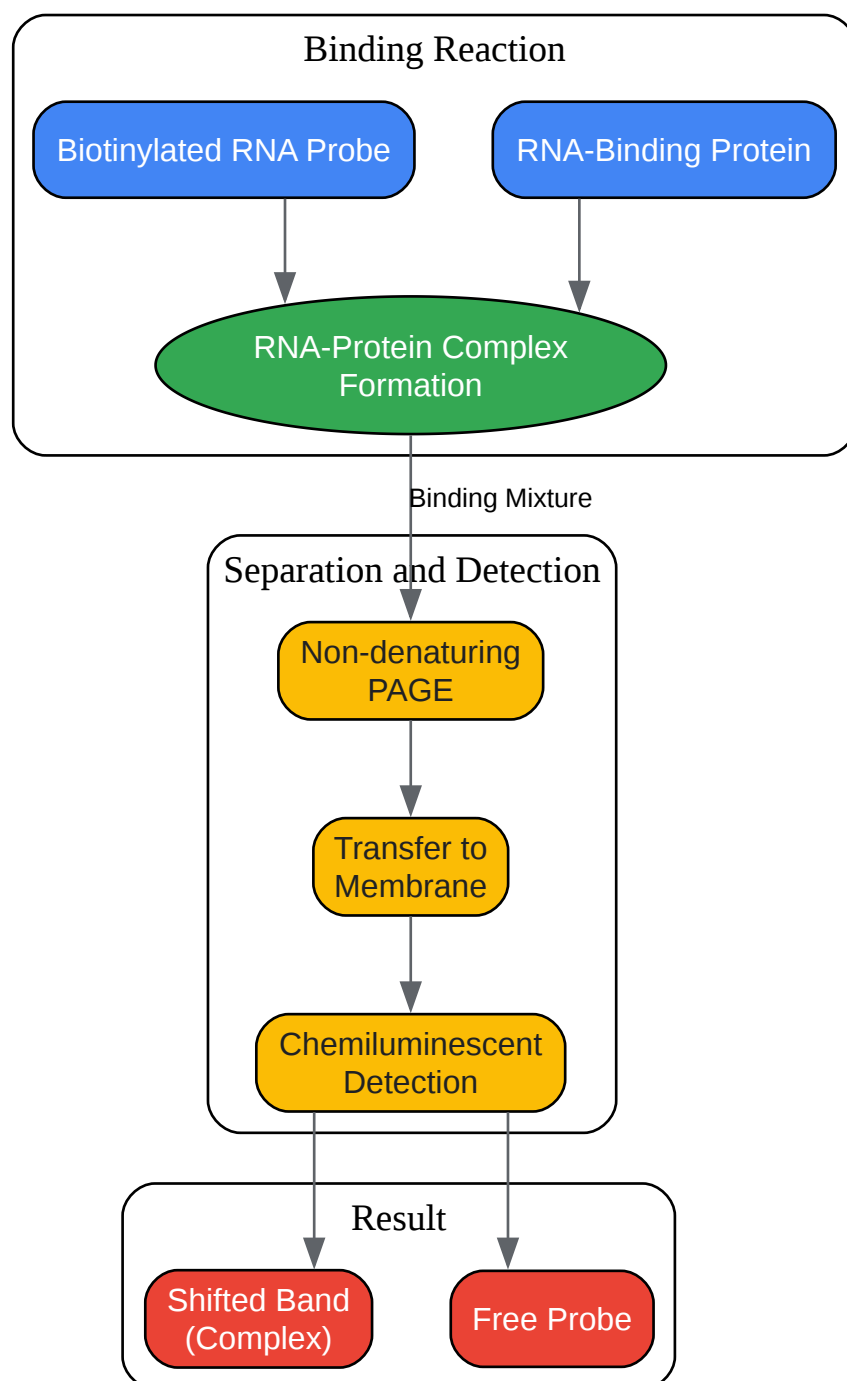 Binding Reaction
Biotinylated RNA Probe
RNA-Binding Protein
RNA-Protein Complex
Formation
Binding Mixture
Separation and Detection
Non-denaturing
PAGE
Transfer to
Membrane
Chemiluminescent
Detection
Result
Shifted Band
(Complex)
Free Probe